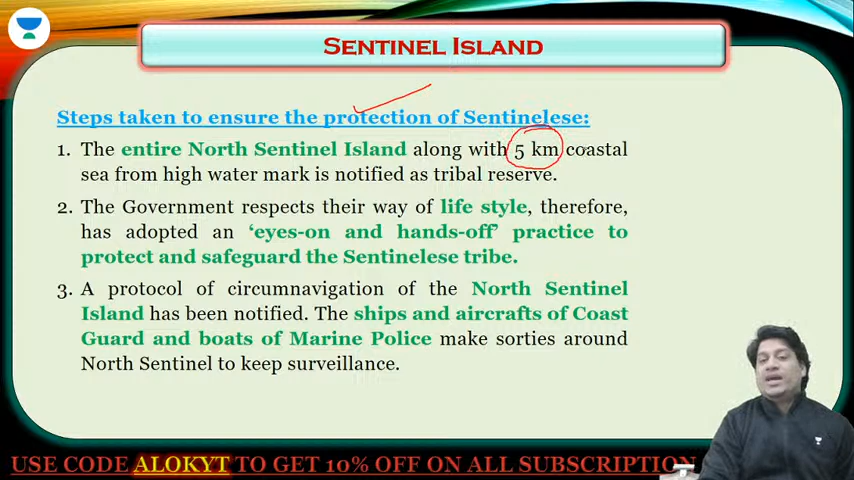 SENTINEL ISLAND
Steps taken to ensure the protection of Sentinelese:
1. The entire North Sentinel Island along with 5 km coastal
sea from high water mark is notified as tribal reserve.
2. The Government respects their way of life style, therefore,
has adopted an ‘eyes-on and hands-off’ practice to
protect and safeguard the Sentinelese tribe.
3. A protocol of circumnavigation of the North Sentinel
Island has been notified. The ships and aircrafts of Coast
Guard and boats of Marine Police make sorties around
North Sentinel to keep surveillance.
USE CODE ALOKYT TO GET 10% OFF ON ALL SUBSCRIPTION